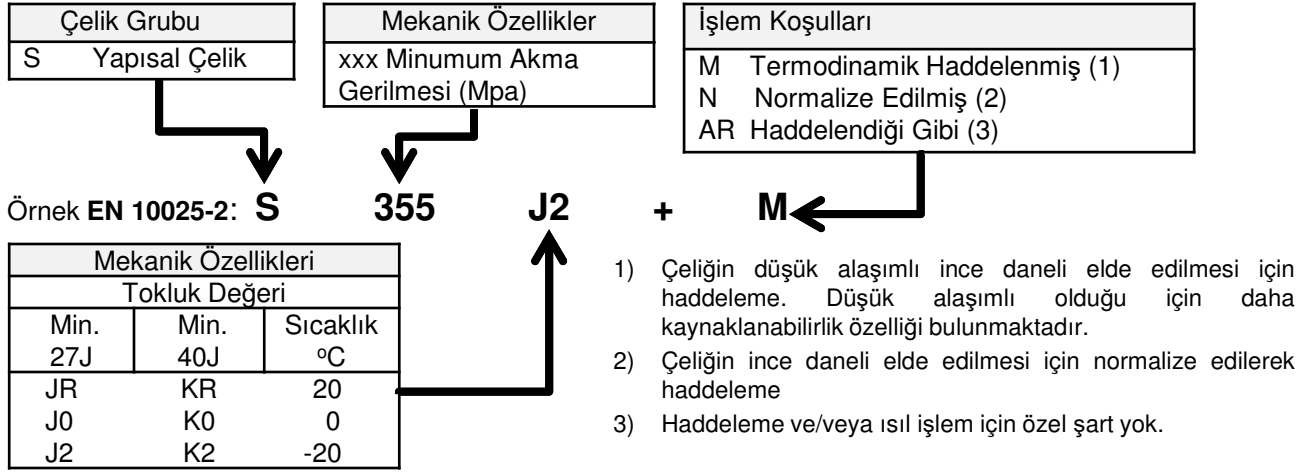 Çelik Grubu
S Yapısal Çelik
Mekanik Özellikler
xxx Minumum Akma
Gerilmesi (Mpa)
İşlem Koşulları
M Termodinamik Haddelenmiş (1)
N Normalize Edilmiş (2)
AR Haddelendiği Gibi (3)
Örnek EN 10025-2: S 355 J2 + M
Mekanik Özellikleri
Tokluk Değeri
Min. Min. Sıcaklık
27J 40J ºC
JR KR 20
J0 K0 0
J2 K2 -20
1) Çeliğin düşük alaşımlı ince daneli elde edilmesi için
haddeleme. Düşük alaşımlı olduğu için daha
kaynaklanabilirlik özelliği bulunmaktadır.
2) Çeliğin ince daneli elde edilmesi için normalize edilerek
haddeleme
3) Haddeleme ve/veya ısıl işlem için özel şart yok.